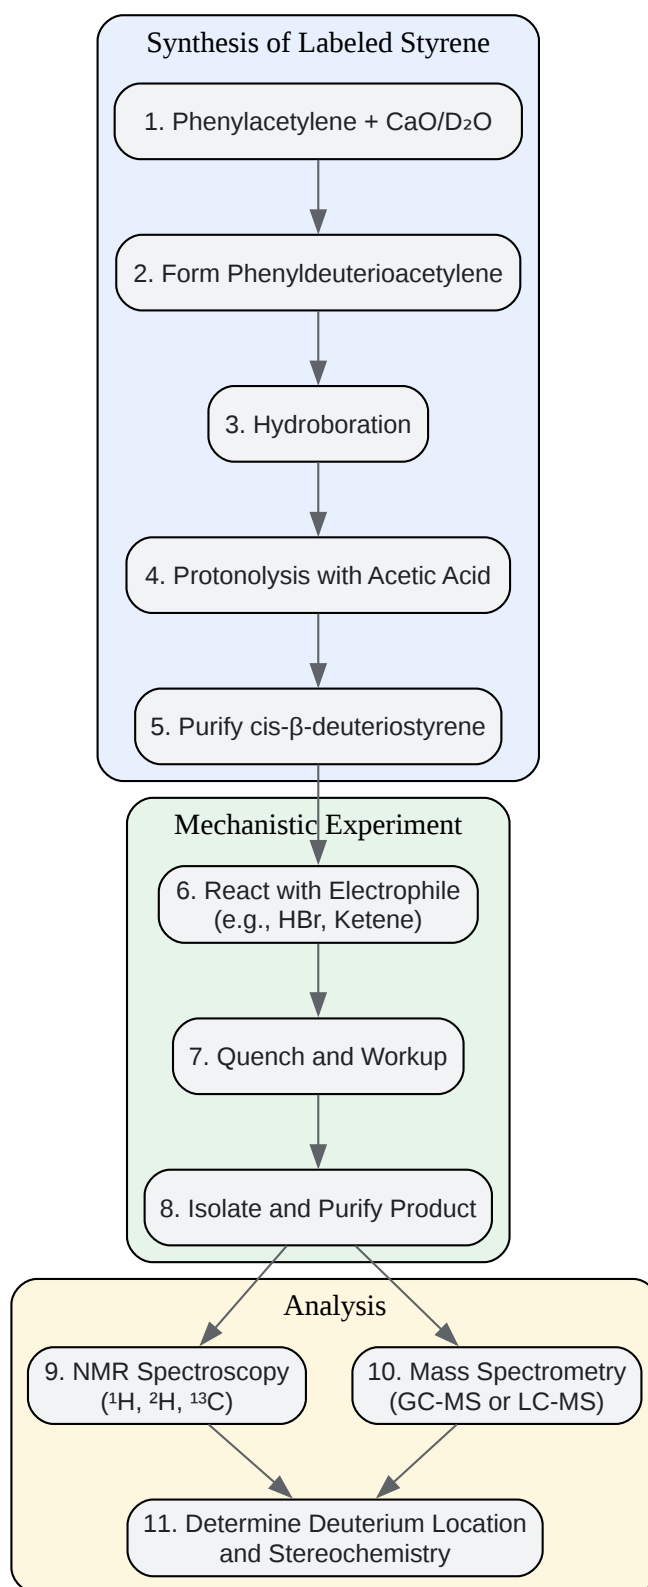 Synthesis of Labeled Styrene
1. Phenylacetylene + CaO/D₂O
2. Form Phenyldeuterioacetylene
3. Hydroboration
4. Protonolysis with Acetic Acid
5. Purify cis-β-deuteriostyrene
Mechanistic Experiment
6. React with Electrophile
(e.g., HBr, Ketene)
7. Quench and Workup
8. Isolate and Purify Product
Analysis
9. NMR Spectroscopy
(¹H, ²H, ¹³C)
10. Mass Spectrometry
(GC-MS or LC-MS)
11. Determine Deuterium Location
and Stereochemistry